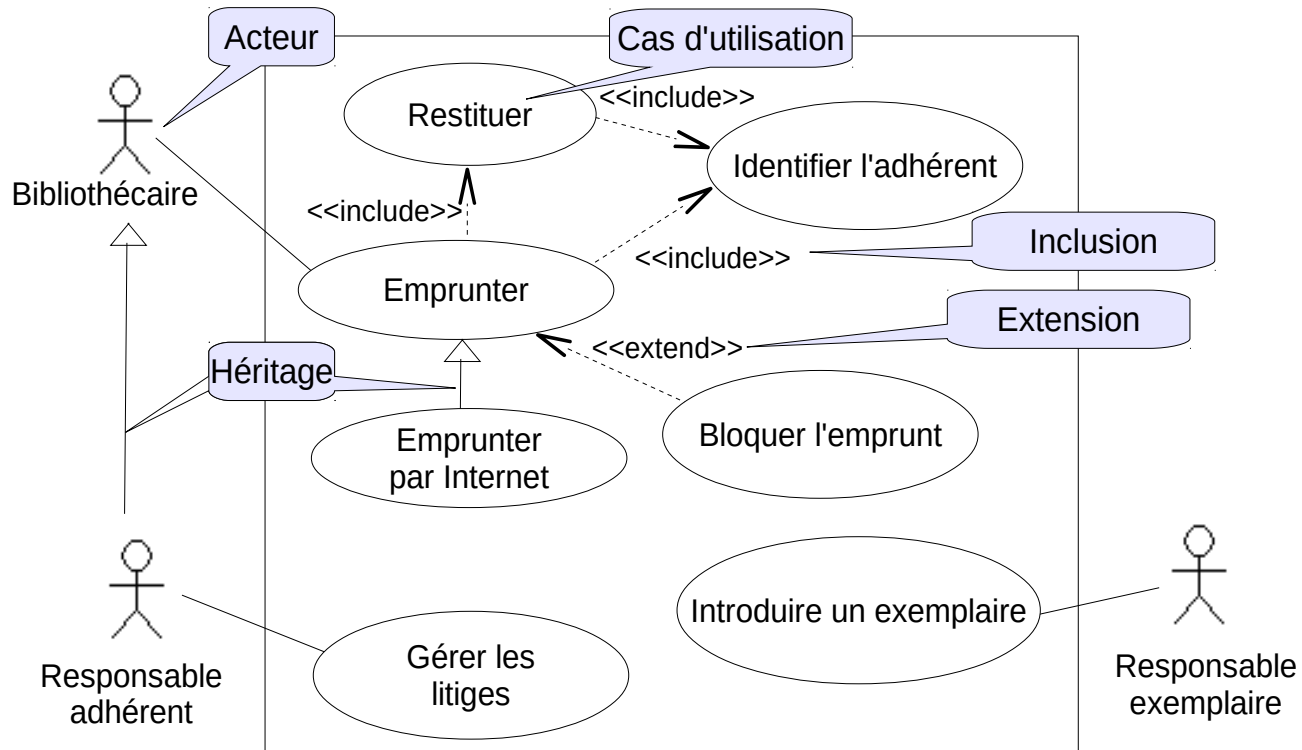 Acteur
Cas d'utilisation
Restituer
<<include>>
Identifier l'adhérent
Bibliothécaire
<<include>>
Inclusion
<<include>>
Emprunter
Extension
<<extend>>
Héritage
Emprunter
par Internet
Bloquer l'emprunt
Introduire un exemplaire
Gérer les
litiges
Responsable
adhérent
Responsable
exemplaire